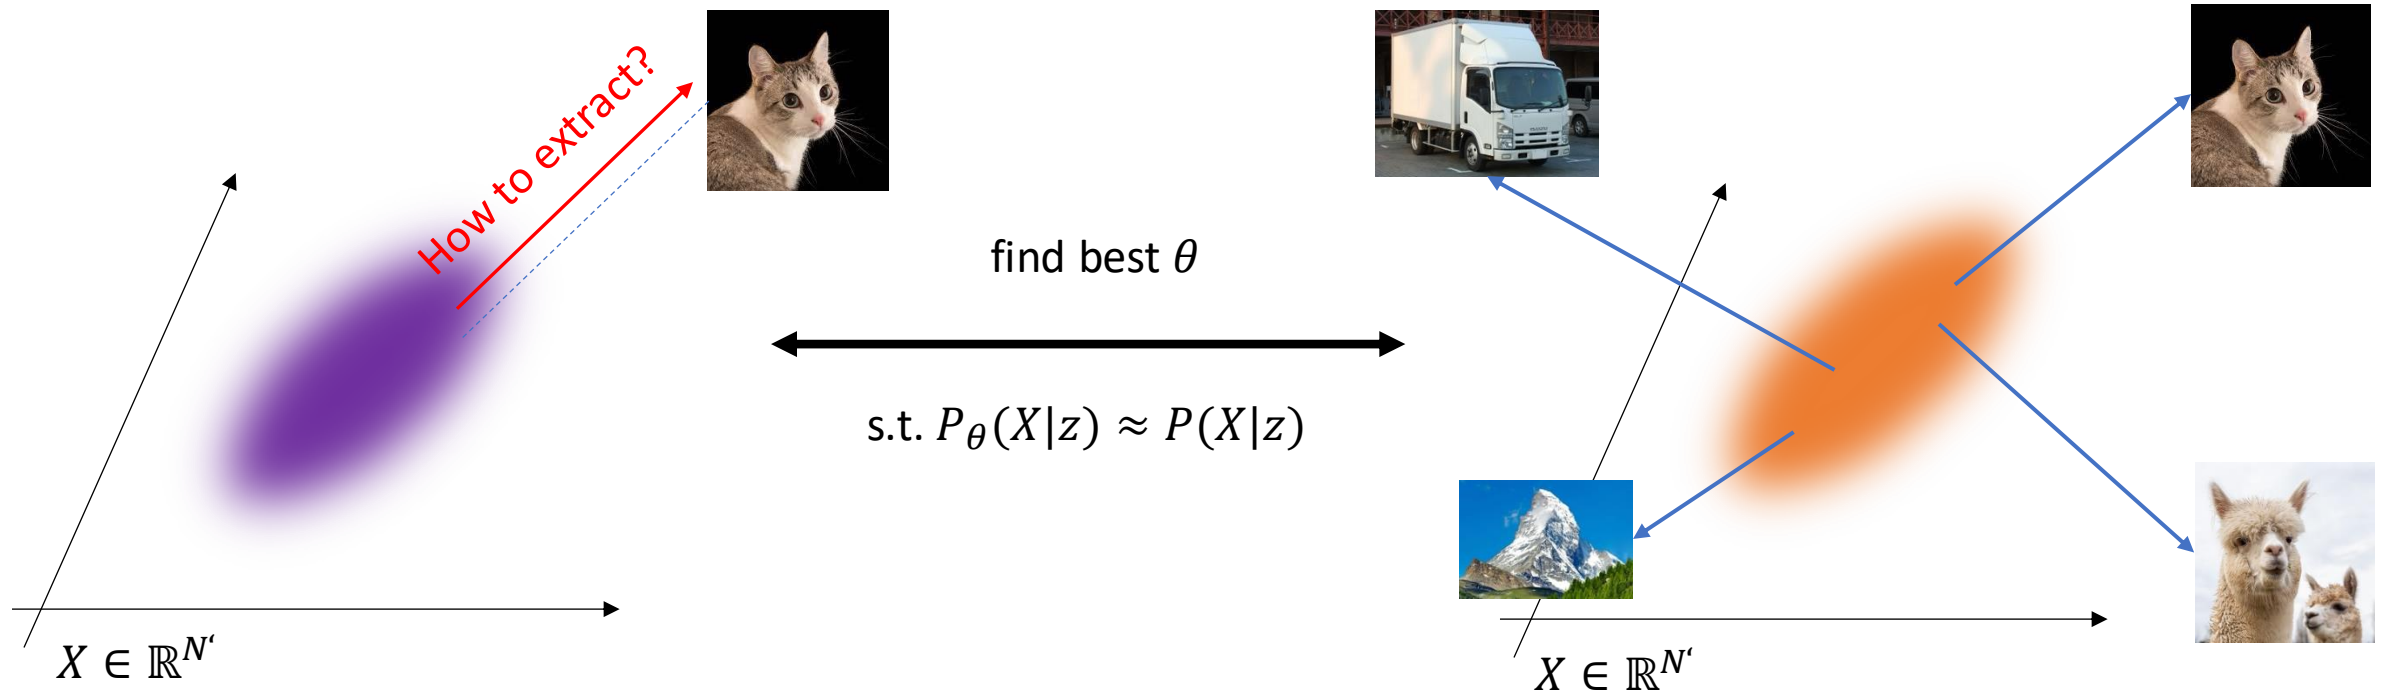 How to extract?
find best θ
s.t. P_θ(X|z) ≈ P(X|z)
X ∈ ℝ^N‘
X ∈ ℝ^N‘